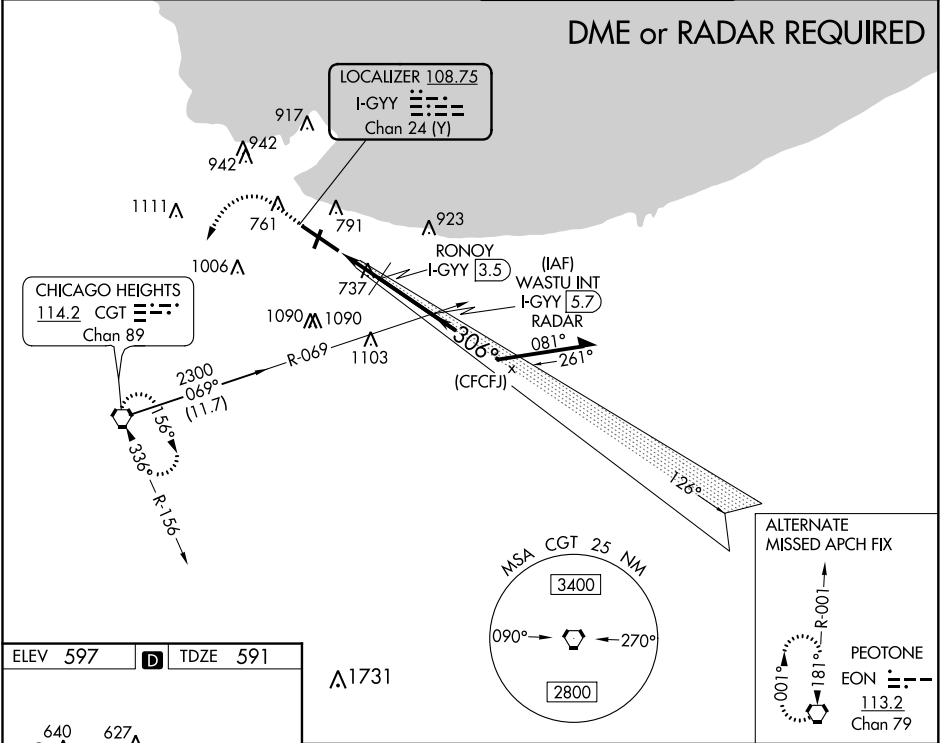 DME or RADAR REQUIRED
LOCALIZER 108.75
I-GYY
Chan 24 (Y)
917
942
942
1111
761
791
923
1006
737
RONOY
I-GYY 3.5
(IAF)
WASTU INT
I-GYY 5.7
RADAR
CHICAGO HEIGHTS
114.2 CGT
Chan 89
1090
1090
1103
R-069
2300
069°
(11.7)
306°
081°
261°
x
(CFCFJ)
156°
336°
R-156
126°
MSA CGT 25 NM
3400
090°
270°
2800
ALTERNATE
MISSED APCH FIX
R-001
001°
181°
PEOTONE
EON
113.2
Chan 79
ELEV 597 D TDZE 591
1731
640
627